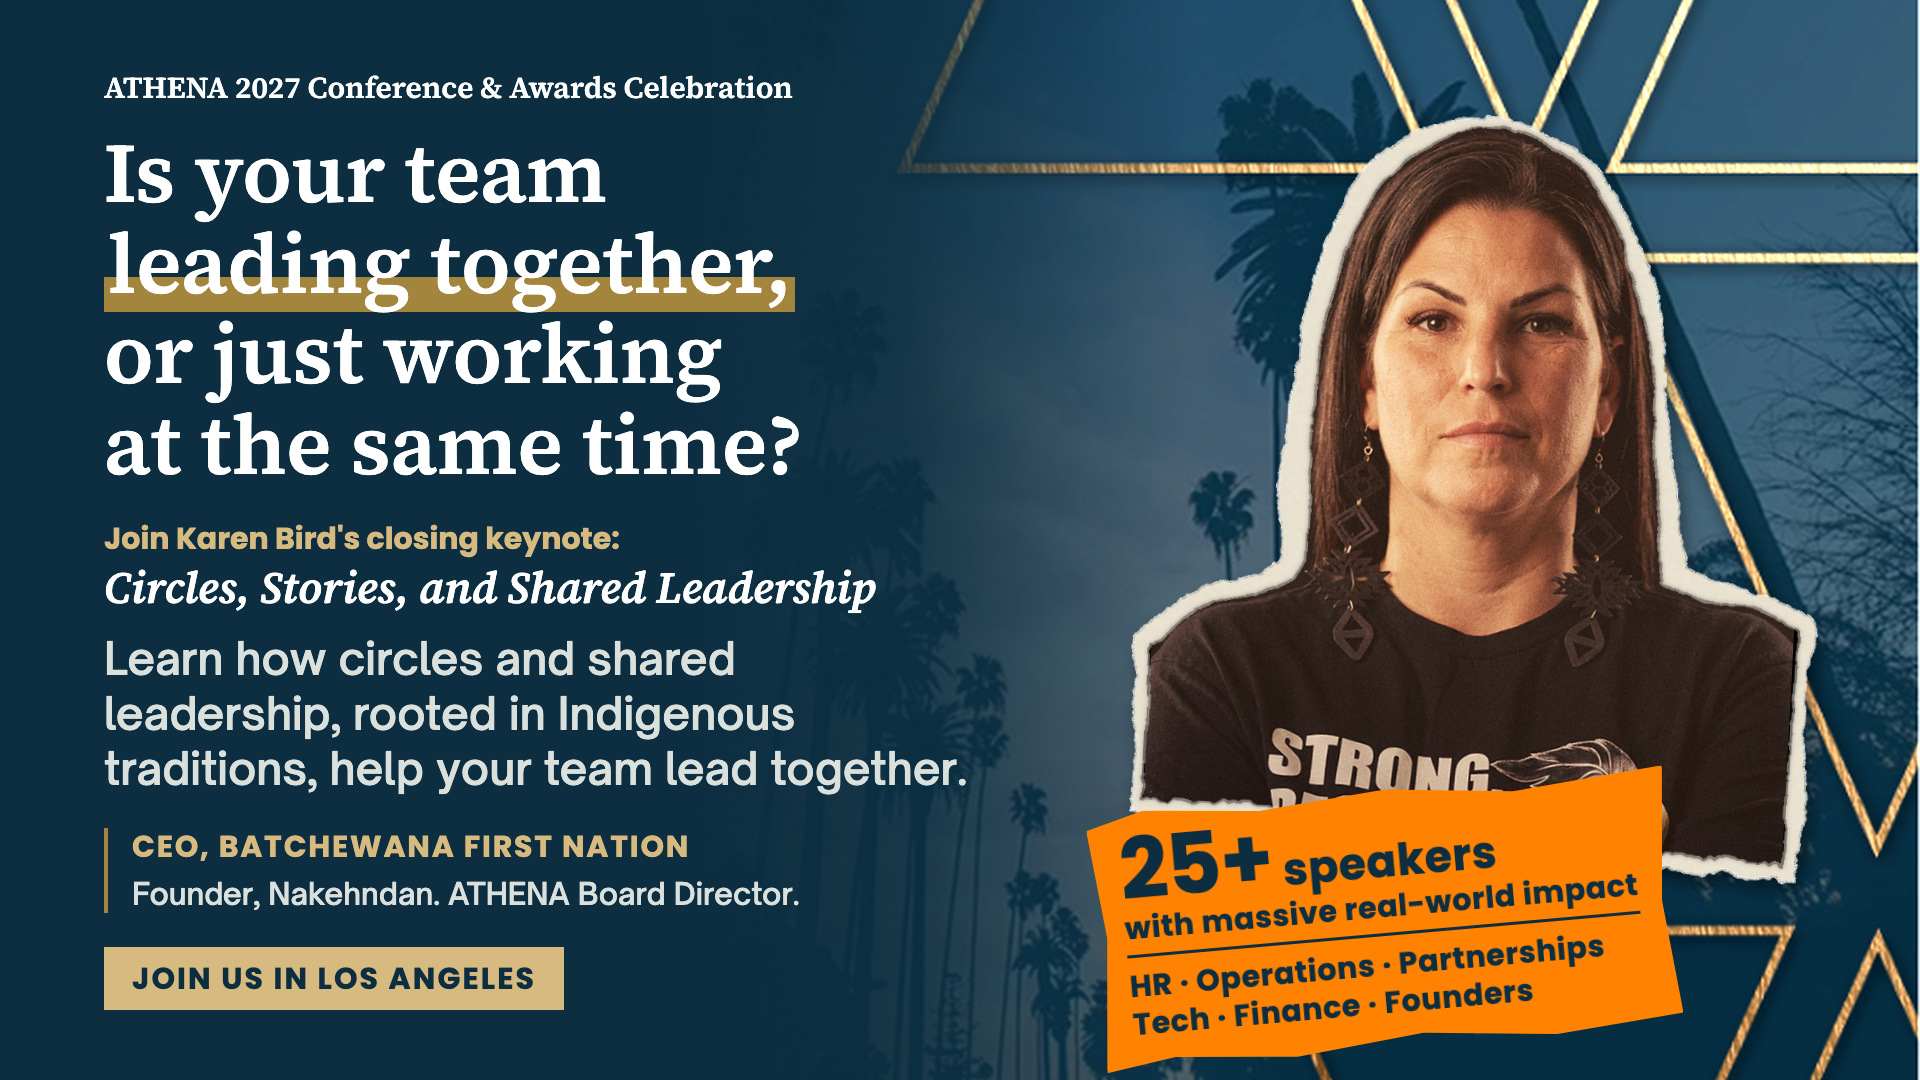 ATHENA 2027 Conference & Awards Celebration
Is your team
leading together,
or just working
at the same time?
Join Karen Bird's closing keynote:
Circles, Stories, and Shared Leadership
Learn how circles and shared
leadership, rooted in Indigenous
traditions, help your team lead together.
CEO, BATCHEWANA FIRST NATION
Founder, Nakehndan. ATHENA Board Director.
JOIN US IN LOS ANGELES
STRONG
25+ speakers
with massive real-world impact
HR · Operations · Partnerships
Tech · Finance · Founders